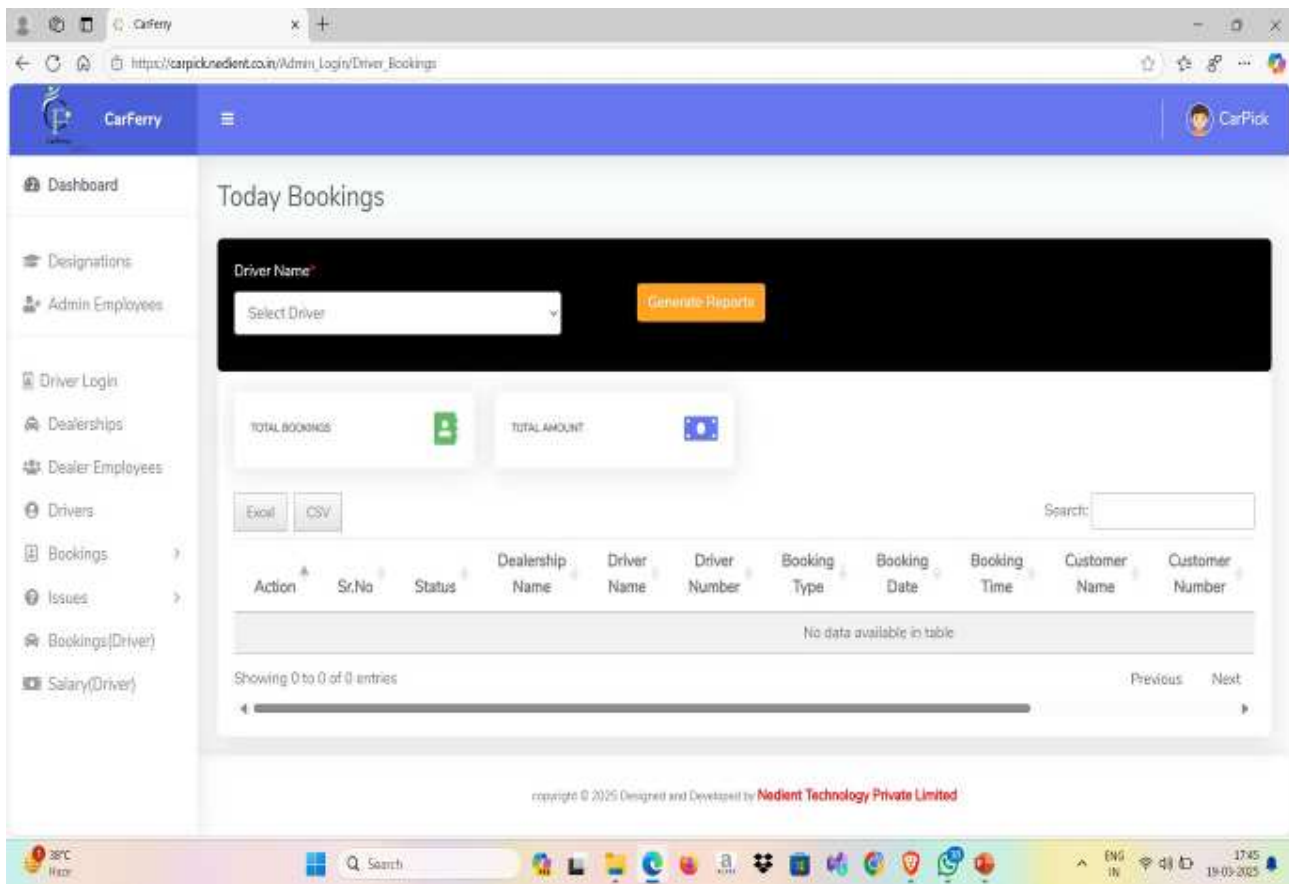 CarFerry
https://carpick.nedient.co.in/Admin_Login/Driver_Bookings
CarFerry
CarPick
Dashboard
Designations
Admin Employees
Driver Login
Dealerships
Dealer Employees
Drivers
Bookings
Issues
Bookings(Driver)
Salary(Driver)
Today Bookings
Driver Name*
Select Driver
Generate Reports
TOTAL BOOKINGS
TOTAL AMOUNT
Excel CSV
Search:
Action Sr.No Status Dealership Name Driver Name Driver Number Booking Type Booking Date Booking Time Customer Name Customer Number
No data available in table
Showing 0 to 0 of 0 entries
Previous Next
copyright © 2025 Designed and Developed by Nedient Technology Private Limited
38°C
Haze
Search
ENG
IN
17:45
19-03-2025